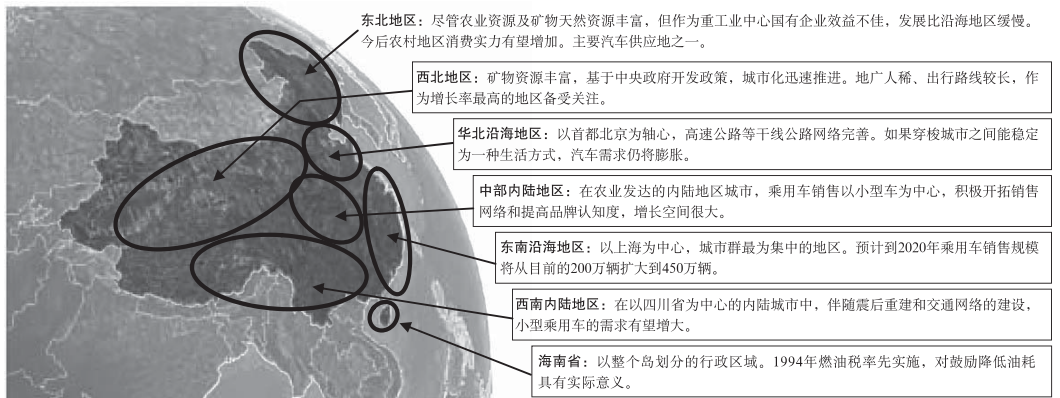 东北地区：尽管农业资源及矿物天然资源丰富，但作为重工业中心国有企业效益不佳，发展比沿海地区缓慢。
今后农村地区消费实力有望增加。主要汽车供应地之一。
西北地区：矿物资源丰富，基于中央政府开发政策，城市化迅速推进。地广人稀、出行路线较长，作
为增长率最高的地区备受关注。
华北沿海地区：以首都北京为轴心，高速公路等干线公路网络完善。如果穿梭城市之间能稳定
为一种生活方式，汽车需求仍将膨胀。
中部内陆地区：在农业发达的内陆地区城市，乘用车销售以小型车为中心，积极开拓销售
网络和提高品牌认知度，增长空间很大。
东南沿海地区：以上海为中心，城市群最为集中的地区。预计到2020年乘用车销售规模
将从目前的200万辆扩大到450万辆。
西南内陆地区：在以四川省为中心的内陆城市中，伴随震后重建和交通网络的建设，
小型乘用车的需求有望增大。
海南省：以整个岛划分的行政区域。1994年燃油税率先实施，对鼓励降低油耗
具有实际意义。